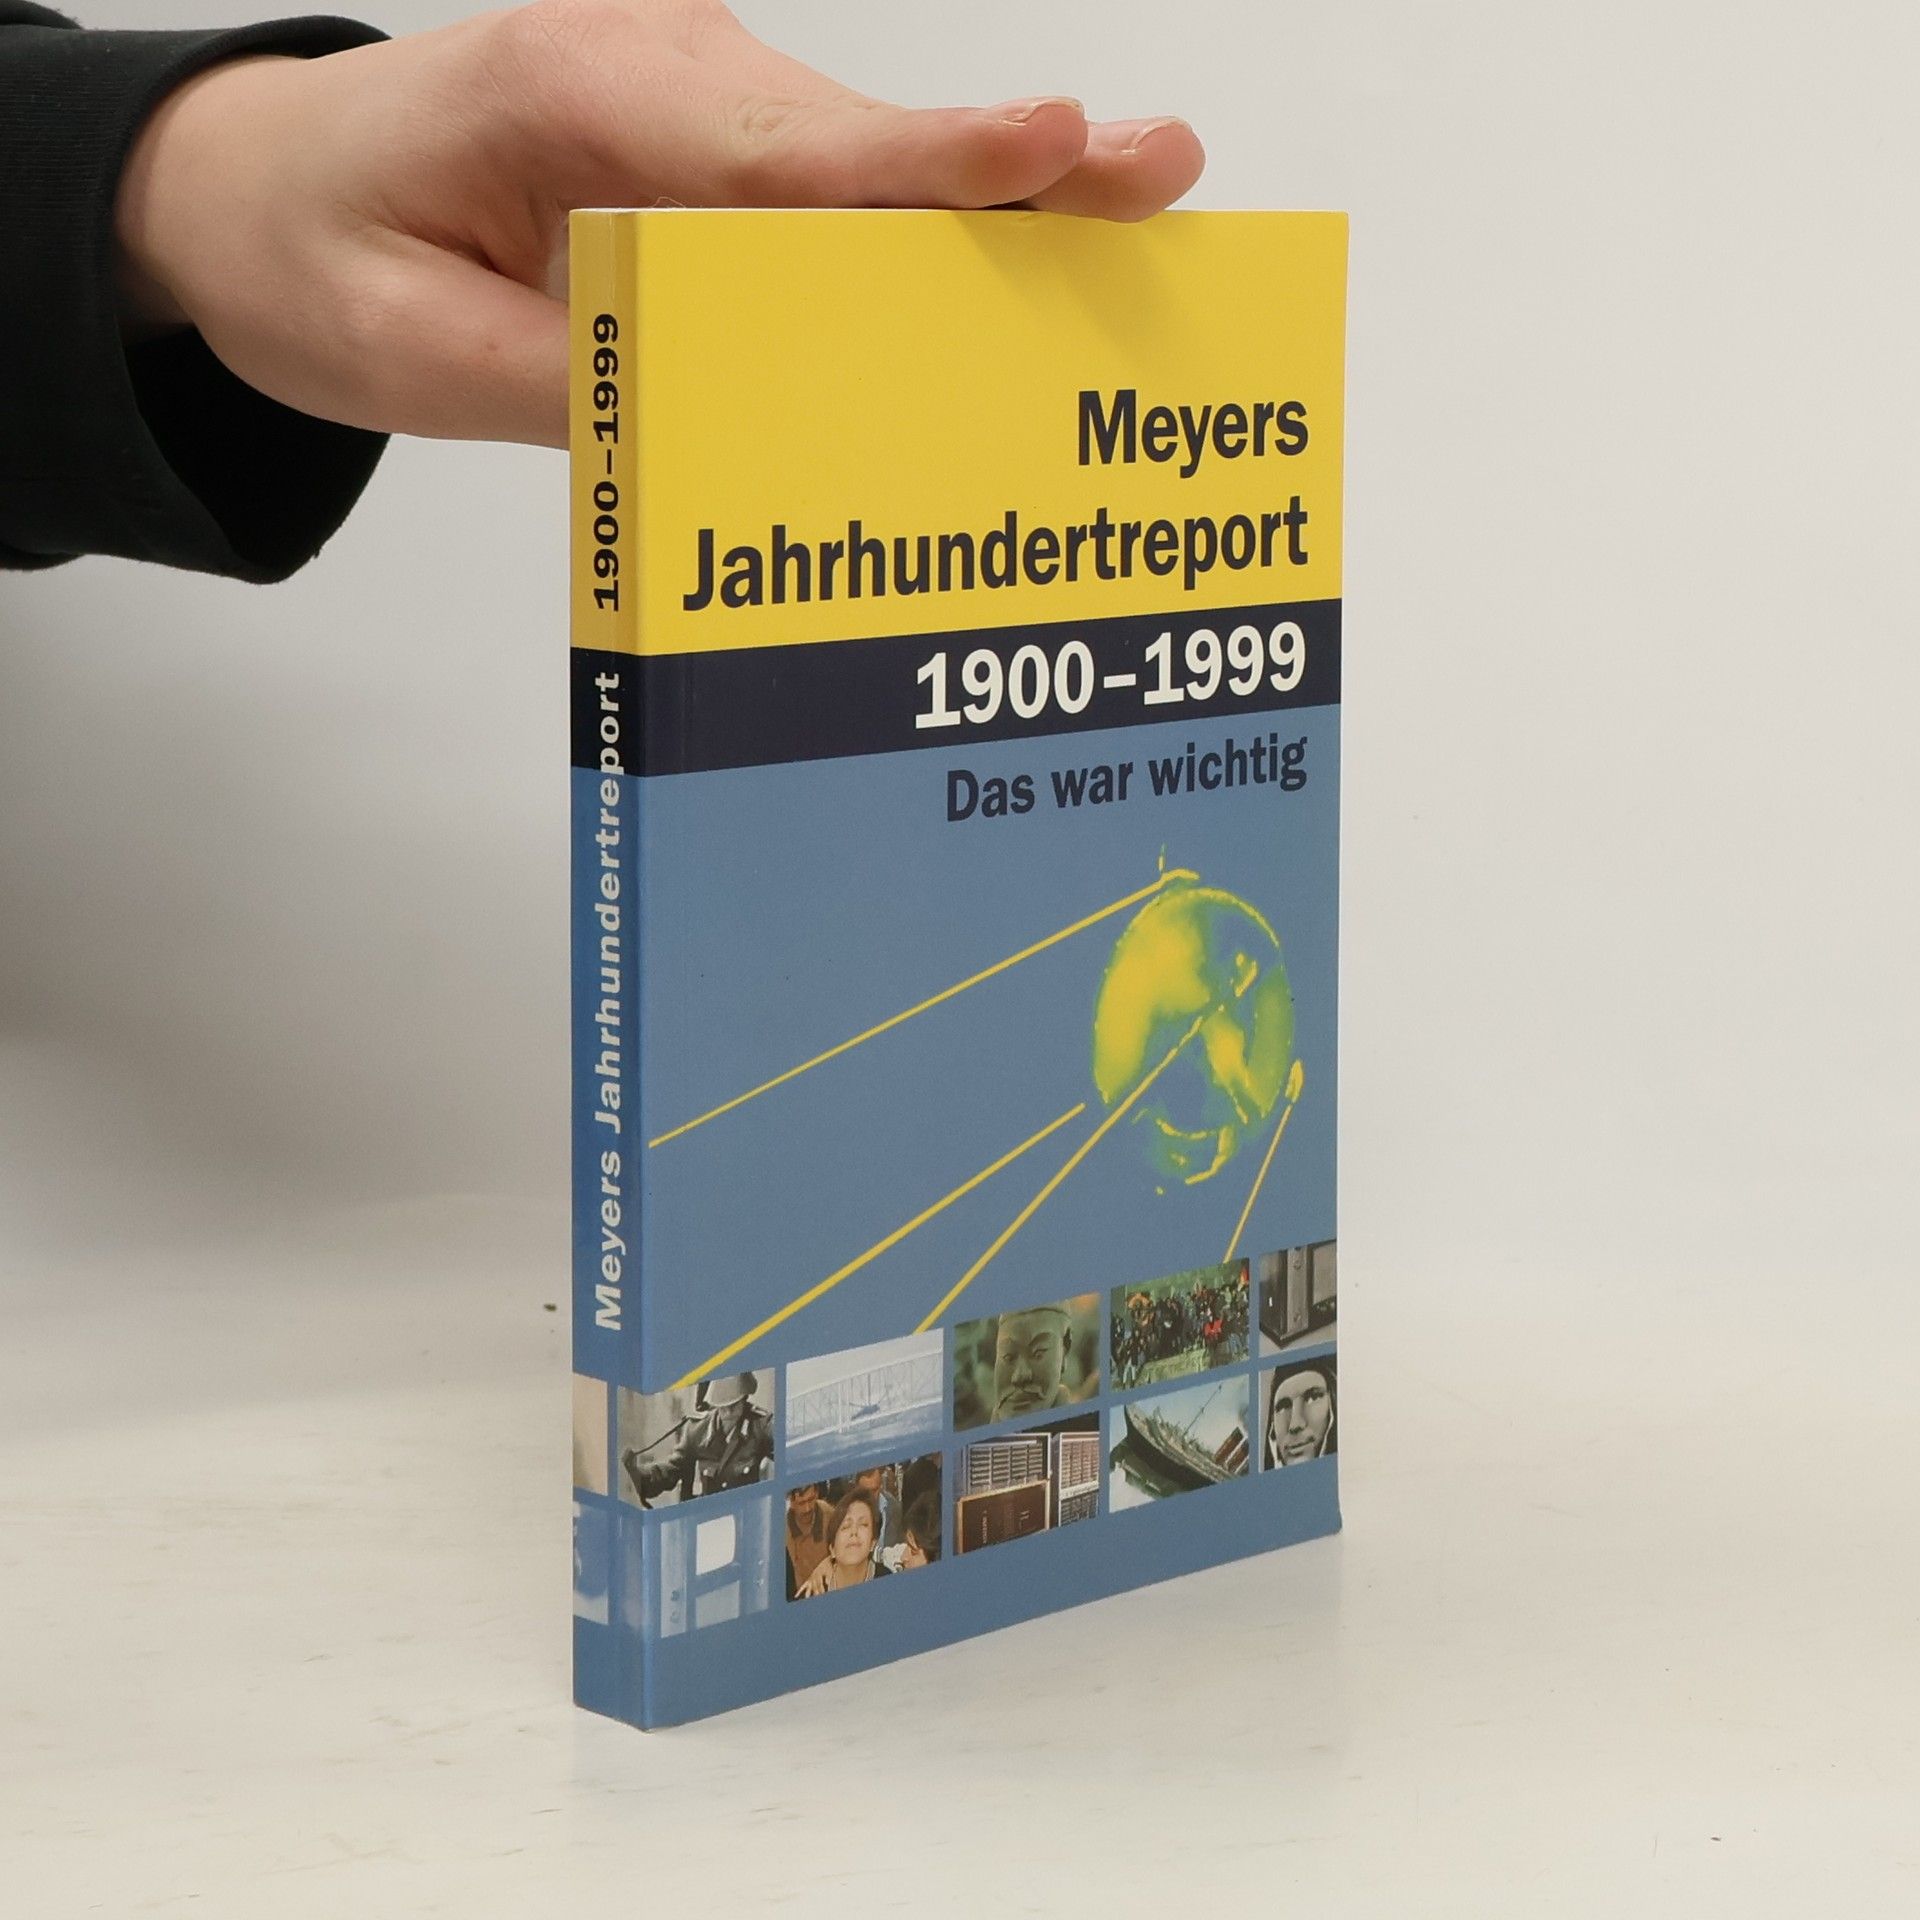 Meyers
Jahrhundertreport
1900–1999
Das war wichtig
Meyers Jahrhundertreport 1900–1999